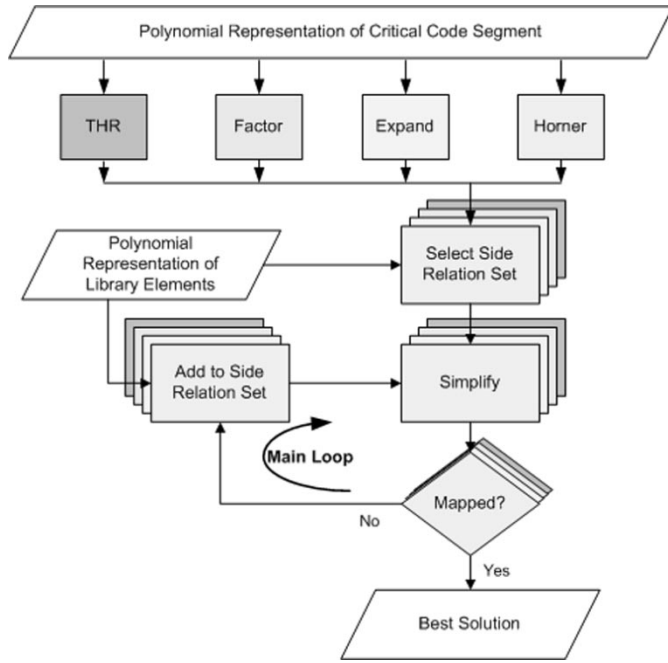 Polynomial Representation of Critical Code Segment
THR
Factor
Expand
Horner
Polynomial
Representation of
Library Elements
Select Side
Relation Set
Add to Side
Relation Set
Simplify
Main Loop
Mapped?
No
Yes
Best Solution